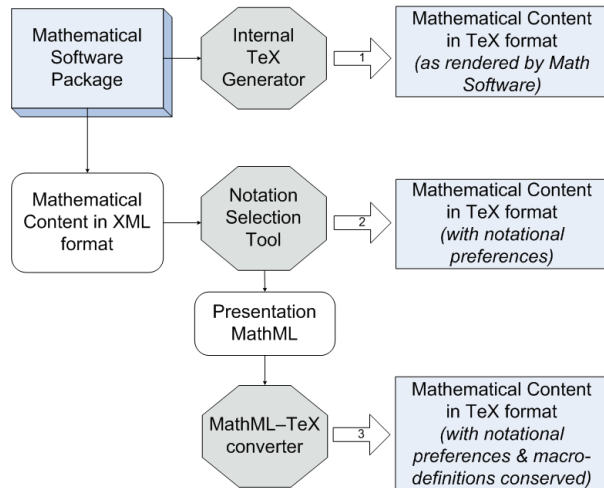 Mathematical
Software
Package
Internal
TeX
Generator
1
Mathematical Content
in TeX format
(as rendered by Math
Software)
Mathematical
Content in XML
format
Notation
Selection
Tool
2
Mathematical Content
in TeX format
(with notational
preferences)
Presentation
MathML
MathML–TeX
converter
3
Mathematical Content
in TeX format
(with notational
preferences & macro-
definitions conserved)